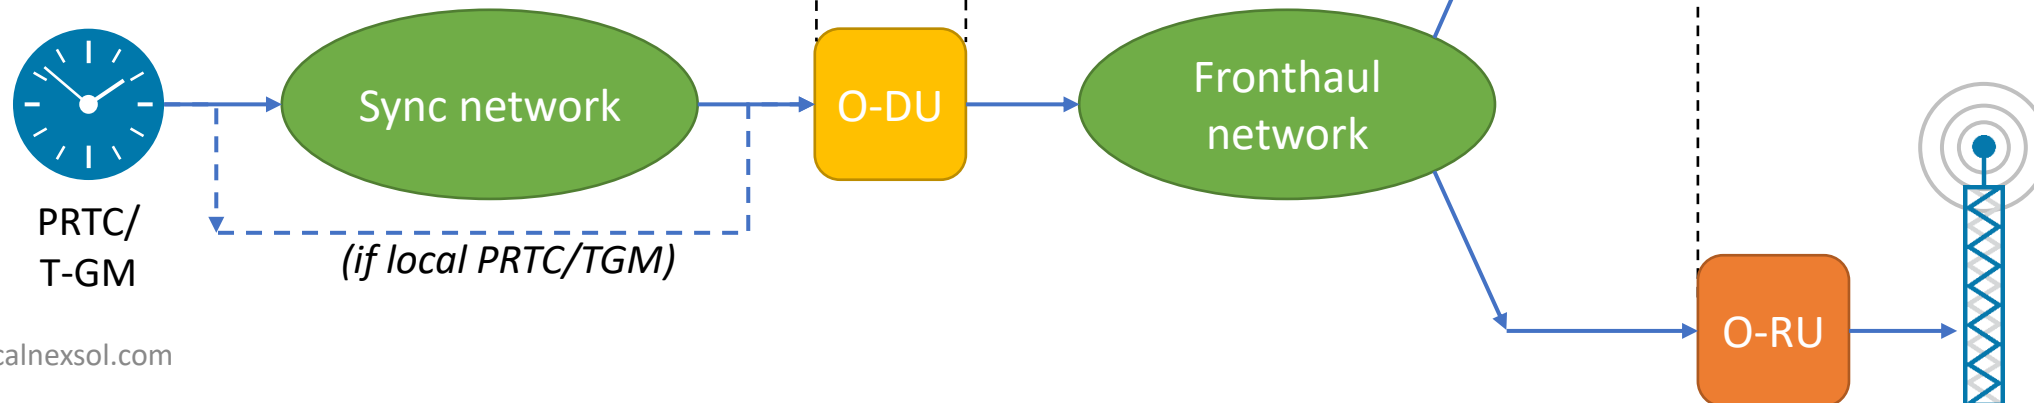 Sync network
O-DU
Fronthaul
network
PRTC/
T-GM
(if local PRTC/TGM)
O-RU
calnexsol.com